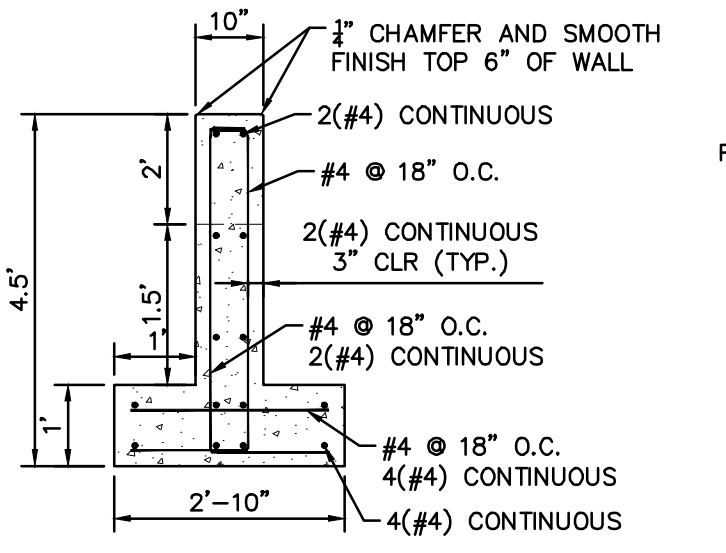 10"
¼" CHAMFER AND SMOOTH
FINISH TOP 6" OF WALL
2(#4) CONTINUOUS
2'
#4 @ 18" O.C.
2(#4) CONTINUOUS
3" CLR (TYP.)
4.5'
1.5'
1'
#4 @ 18" O.C.
2(#4) CONTINUOUS
1'
#4 @ 18" O.C.
4(#4) CONTINUOUS
2'-10"
4(#4) CONTINUOUS